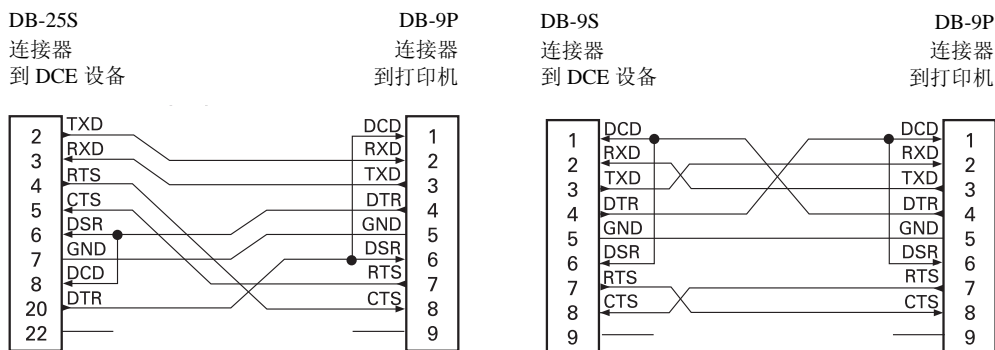 DB-25S DB-9P
连接器 连接器
到 DCE 设备 到打印机
2 TXD DCD 1
3 RXD RXD 2
4 RTS TXD 3
5 CTS DTR 4
6 DSR GND 5
7 GND DSR 6
8 DCD RTS 7
20 DTR CTS 8
22 9
DB-9S DB-9P
连接器 连接器
到 DCE 设备 到打印机
1 DCD DCD 1
2 RXD RXD 2
3 TXD TXD 3
4 DTR DTR 4
5 GND GND 5
6 DSR DSR 6
7 RTS RTS 7
8 CTS CTS 8
9 9